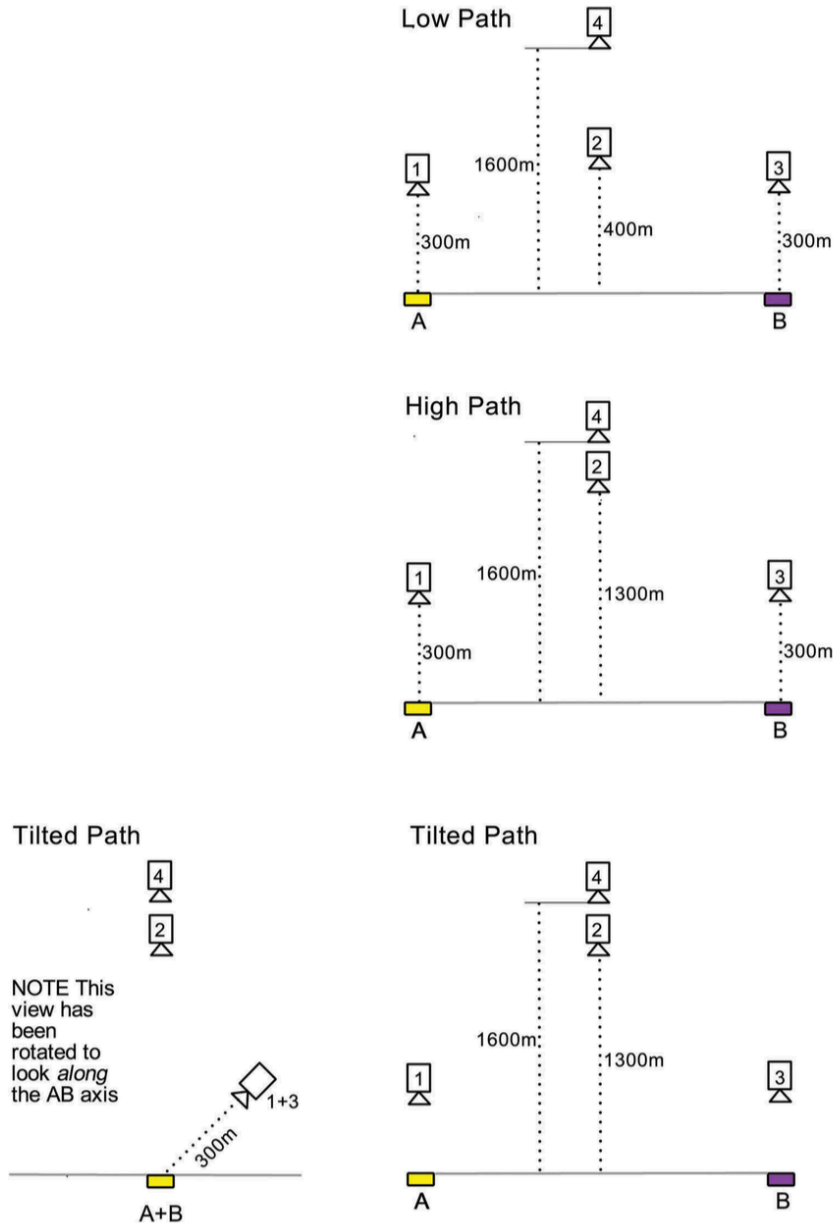 Low Path
4
2
1
3
1600m
400m
300m
300m
A
B
High Path
4
2
1
3
1600m
1300m
300m
300m
A
B
Tilted Path
4
2
NOTE This
view has
been
rotated to
look along
the AB axis
1+3
300m
A+B
Tilted Path
4
2
1600m
1300m
1
3
A
B